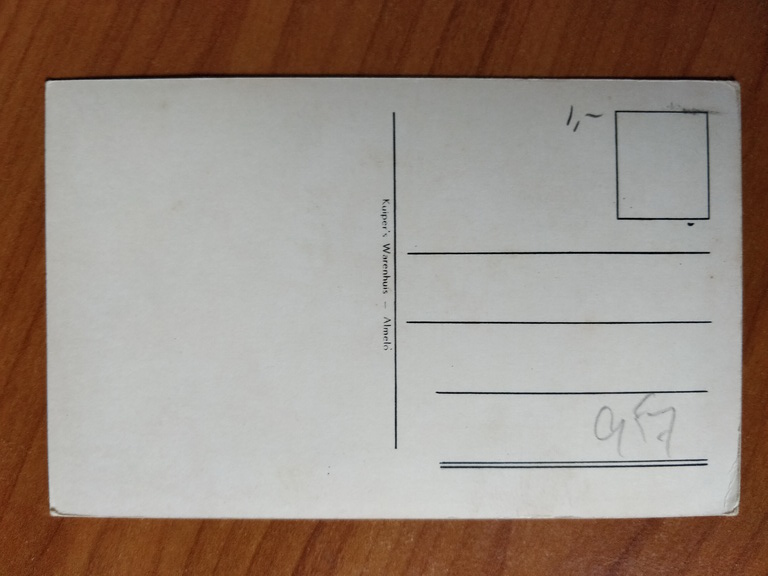 1,-
Kuiper's Warenhuis — Almelo